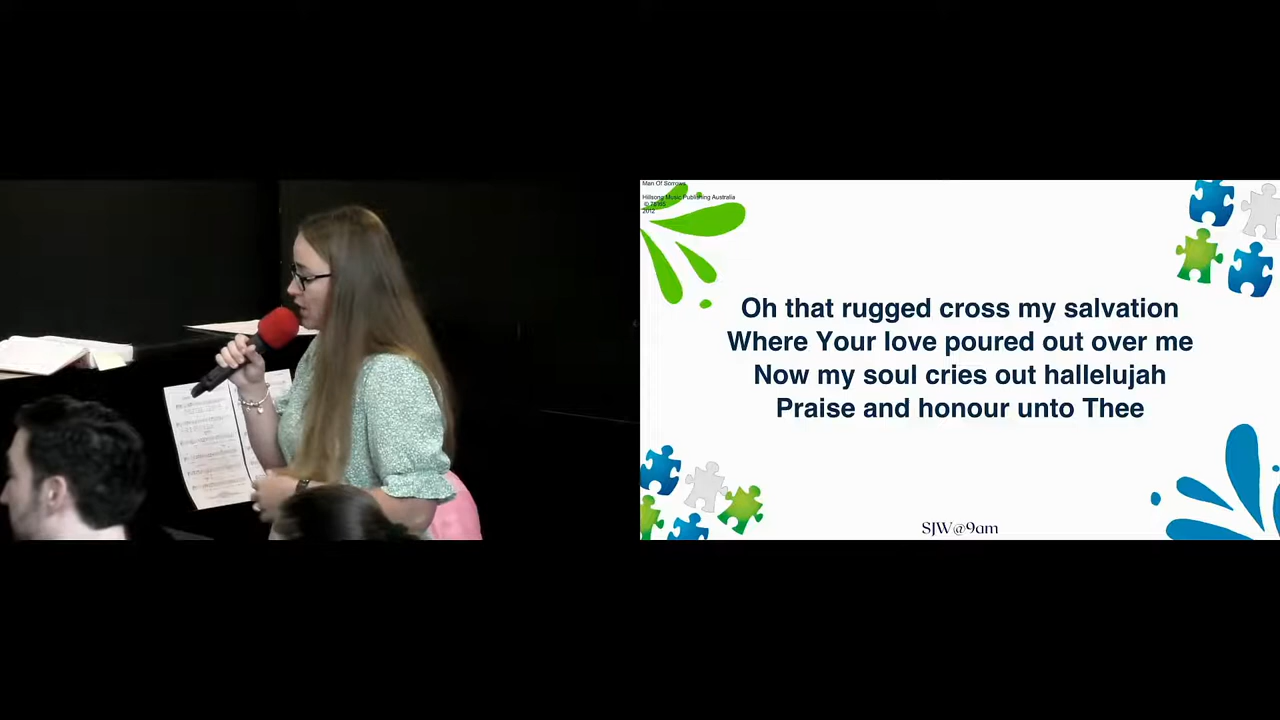 Man Of Sorrows
Hillsong Music Publishing Australia
2012
Oh that rugged cross my salvation
Where Your love poured out over me
Now my soul cries out hallelujah
Praise and honour unto Thee
SJW@9am